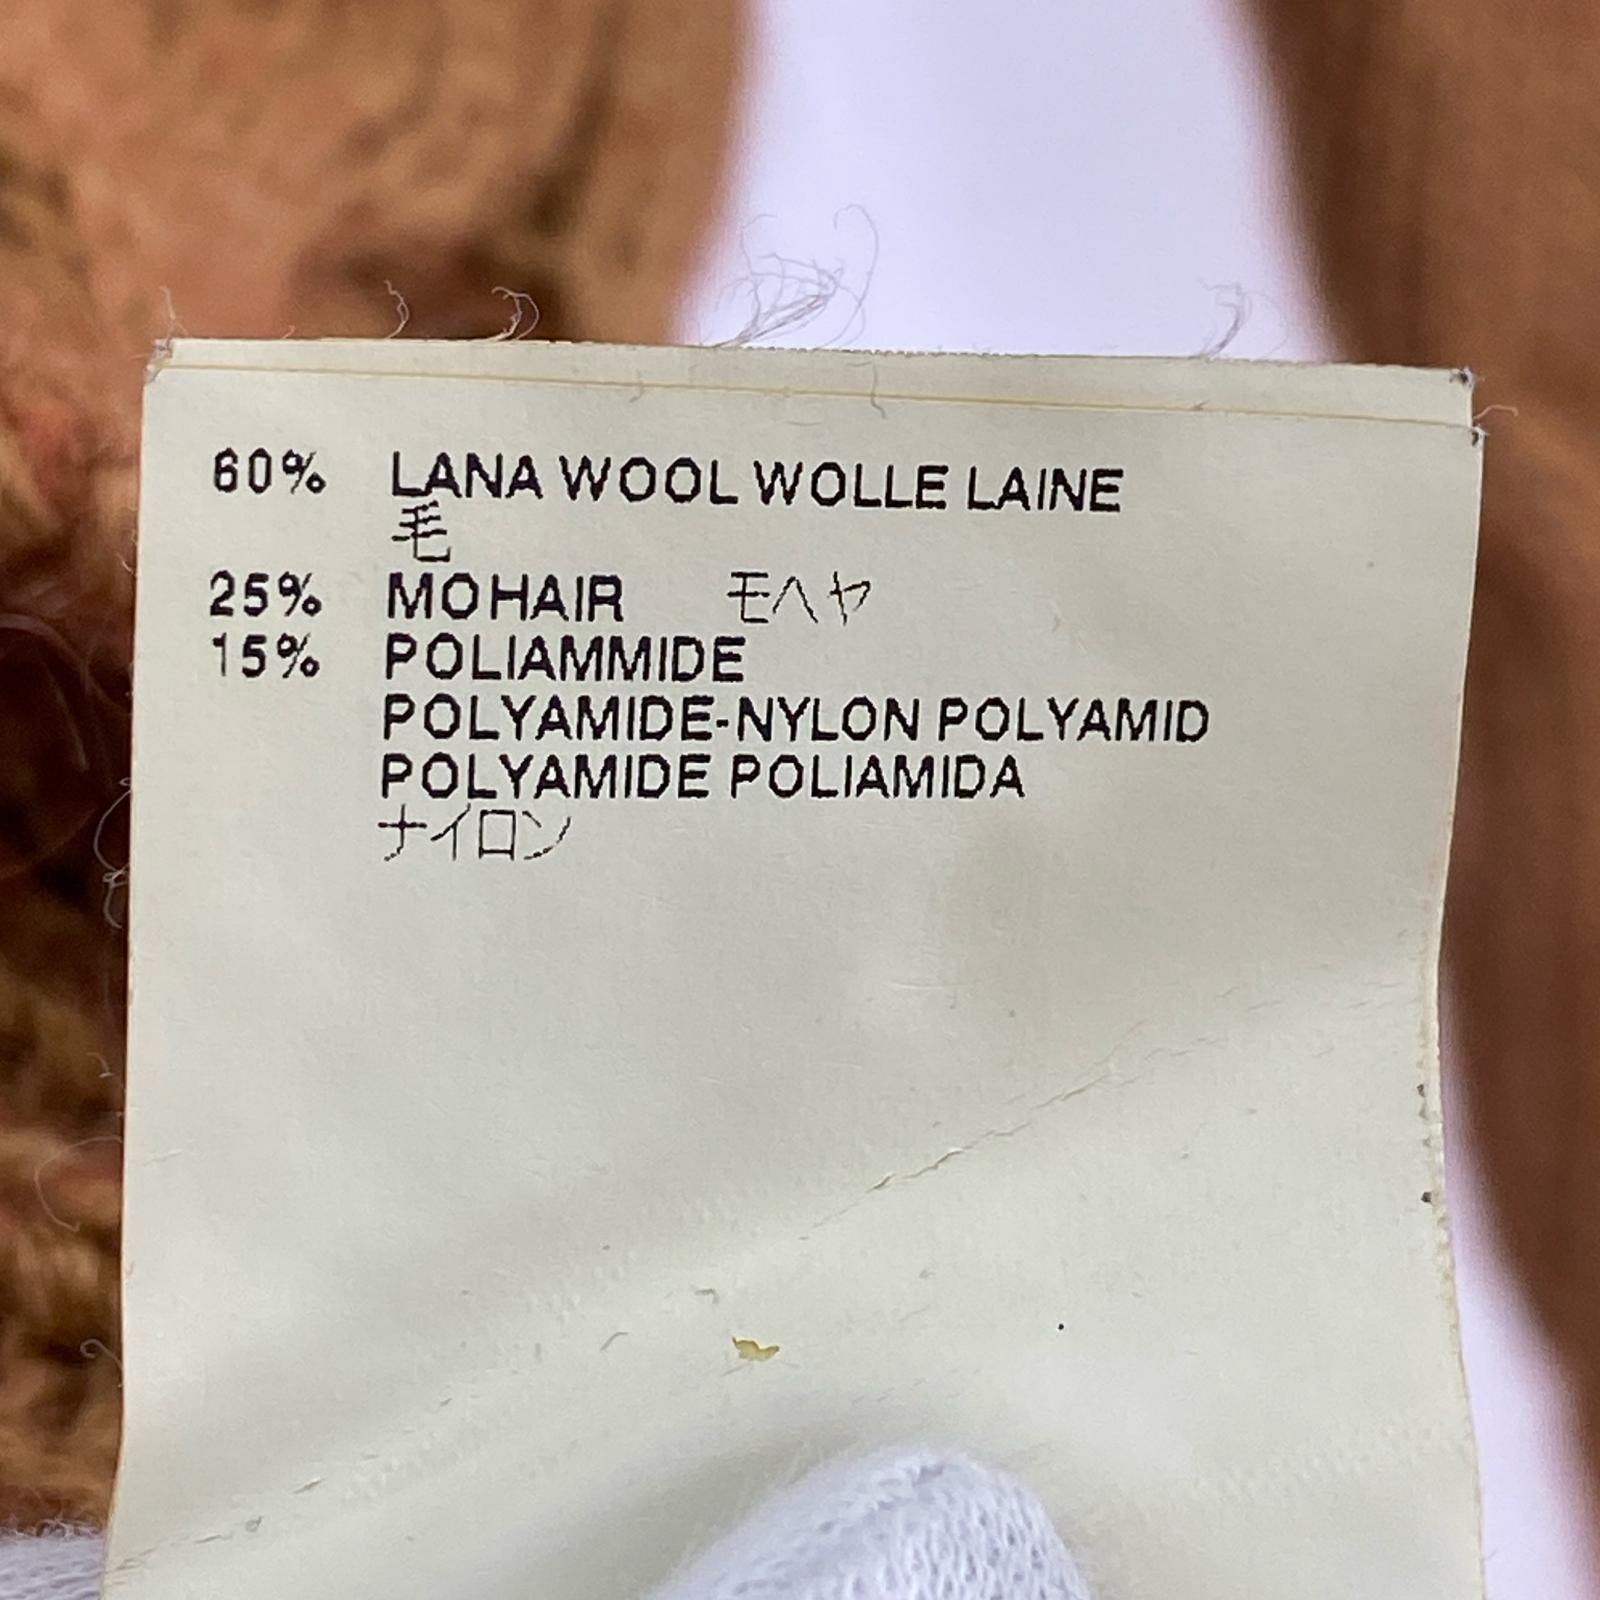 60% LANA WOOL WOLLE LAINE
毛
25% MOHAIR モヘヤ
15% POLIAMMIDE
POLYAMIDE-NYLON POLYAMID
POLYAMIDE POLIAMIDA
ナイロン